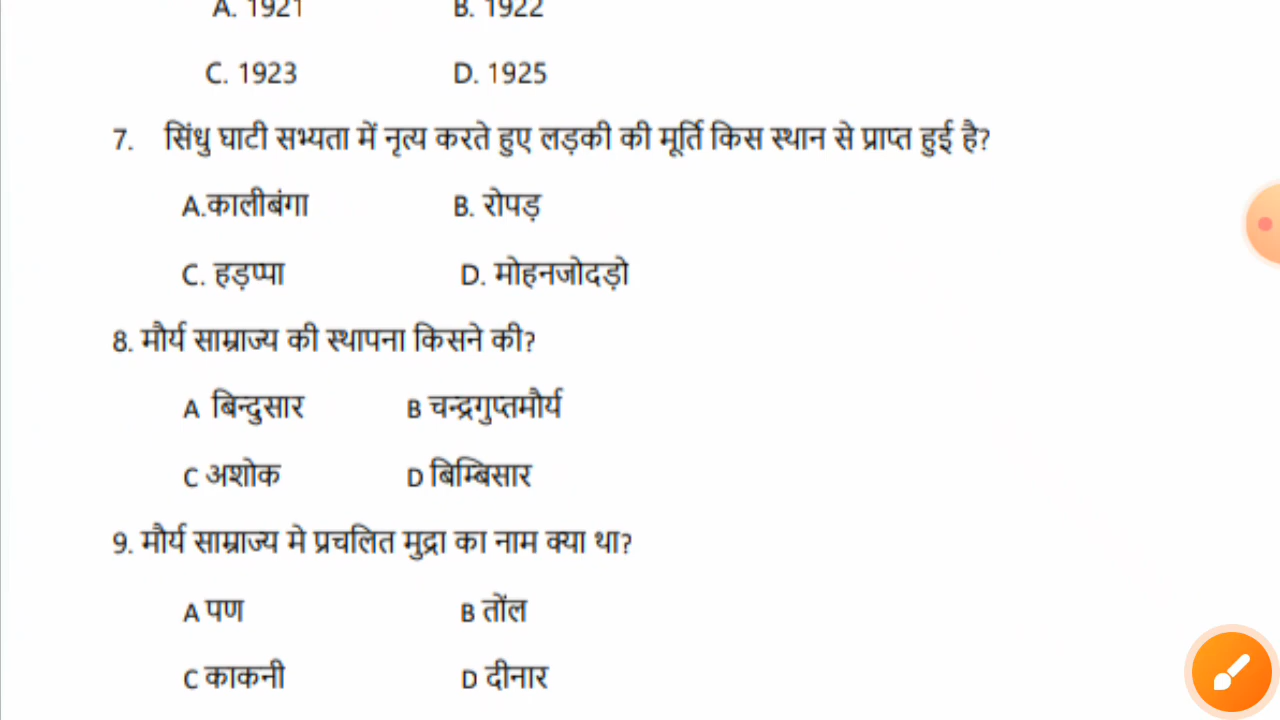 A. 1921 B. 1922
C. 1923 D. 1925
7. सिंधु घाटी सभ्यता में नृत्य करते हुए लड़की की मूर्ति किस स्थान से प्राप्त हुई है?
A.कालीबंगा B. रोपड़
C. हड़प्पा D. मोहनजोदड़ो
8. मौर्य साम्राज्य की स्थापना किसने की?
A बिन्दुसार B चन्द्रगुप्तमौर्य
C अशोक D बिम्बिसार
9. मौर्य साम्राज्य मे प्रचलित मुद्रा का नाम क्या था?
A पण B तोंल
C काकनी D दीनार